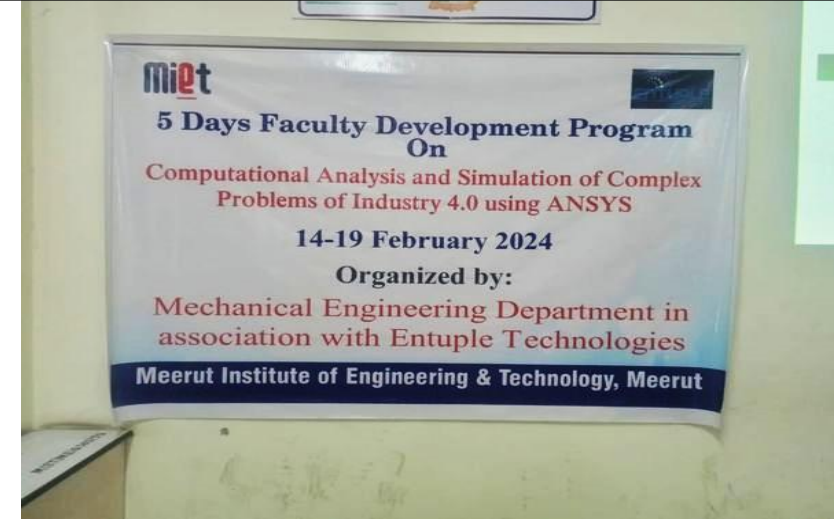 miet
5 Days Faculty Development Program
On
Computational Analysis and Simulation of Complex
Problems of Industry 4.0 using ANSYS
14-19 February 2024
Organized by:
Mechanical Engineering Department in
association with Entuple Technologies
Meerut Institute of Engineering & Technology, Meerut